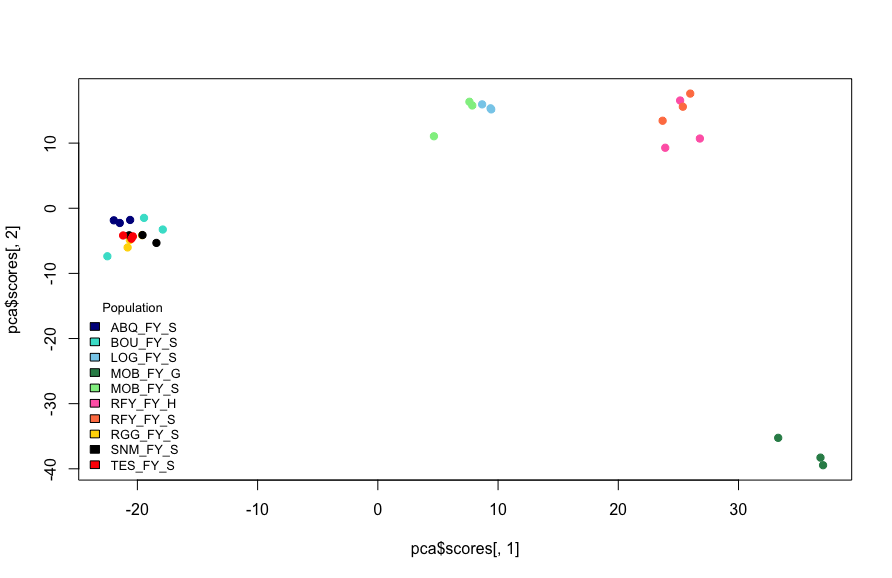 10
0
-10
-20
-30
-40
pca$scores[, 2]
Population
ABQ_FY_S
BOU_FY_S
LOG_FY_S
MOB_FY_G
MOB_FY_S
RFY_FY_H
RFY_FY_S
RGG_FY_S
SNM_FY_S
TES_FY_S
-20 -10 0 10 20 30
pca$scores[, 1]